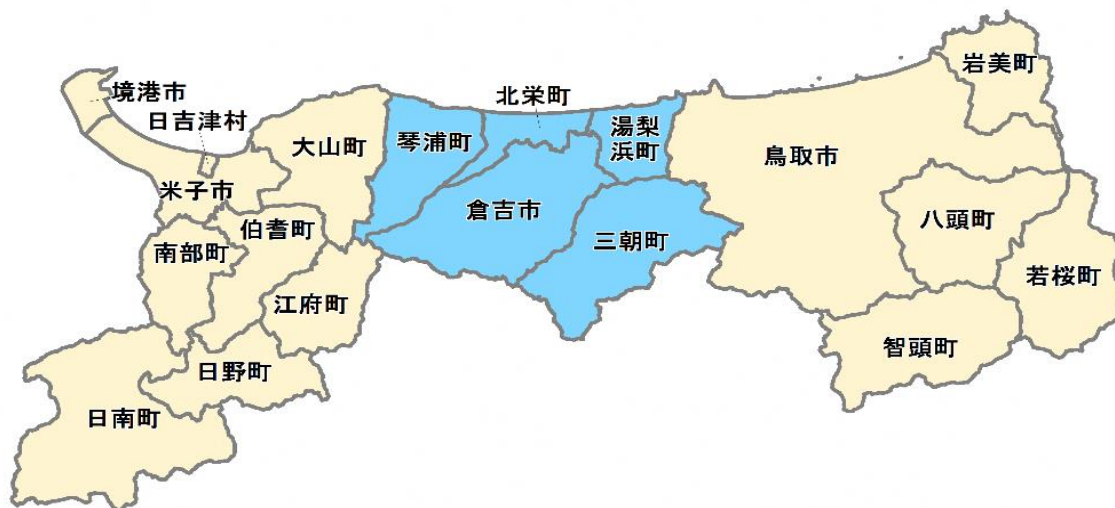 岩美町
境港市
北栄町
日吉津村
湯梨
浜町
大山町
琴浦町
鳥取市
米子市
倉吉市
八頭町
伯耆町
三朝町
南部町
若桜町
江府町
智頭町
日野町
日南町